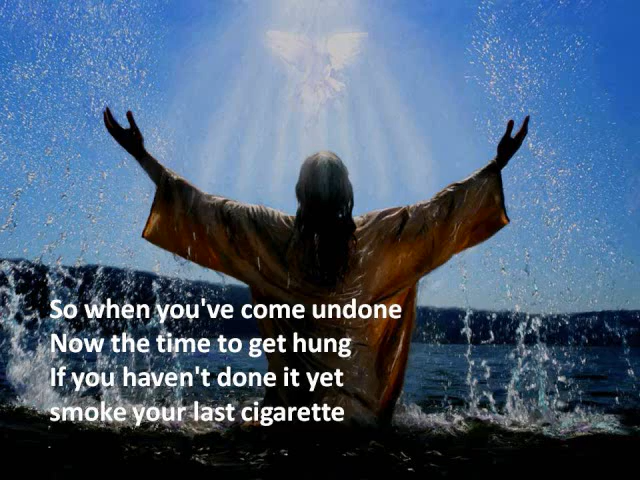 So when you've come undone
Now the time to get hung
If you haven't done it yet
smoke your last cigarette